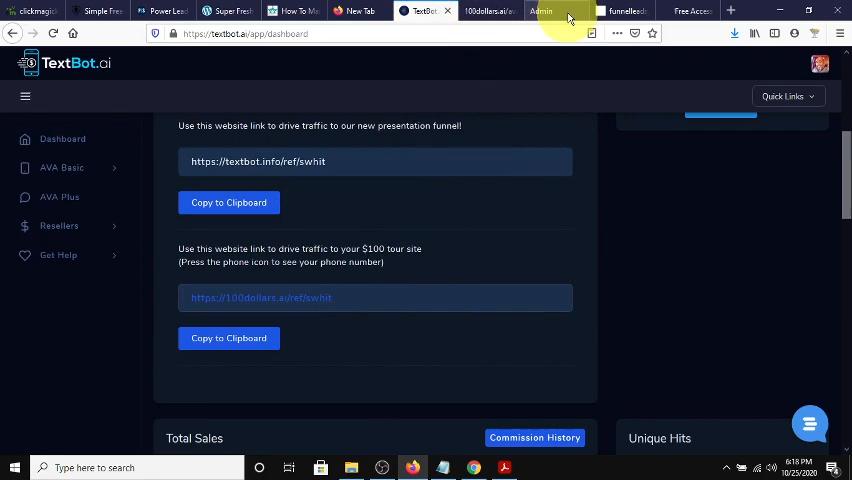 clickmagick
Simple Free
Power Lead
Super Fresh
How To Ma
New Tab
TextBot.
100dollars.ai/av
Admin
funnelleads
Free Access
https://textbot.ai/app/dashboard
TextBot.ai
Quick Links
Dashboard
AVA Basic
AVA Plus
Resellers
Get Help
Use this website link to drive traffic to our new presentation funnel!
https://textbot.info/ref/swhit
Copy to Clipboard
Use this website link to drive traffic to your $100 tour site
(Press the phone icon to see your phone number)
https://100dollars.ai/ref/swhit
Copy to Clipboard
Total Sales
Commission History
Unique Hits
Type here to search
6:18 PM
10/25/2020
4